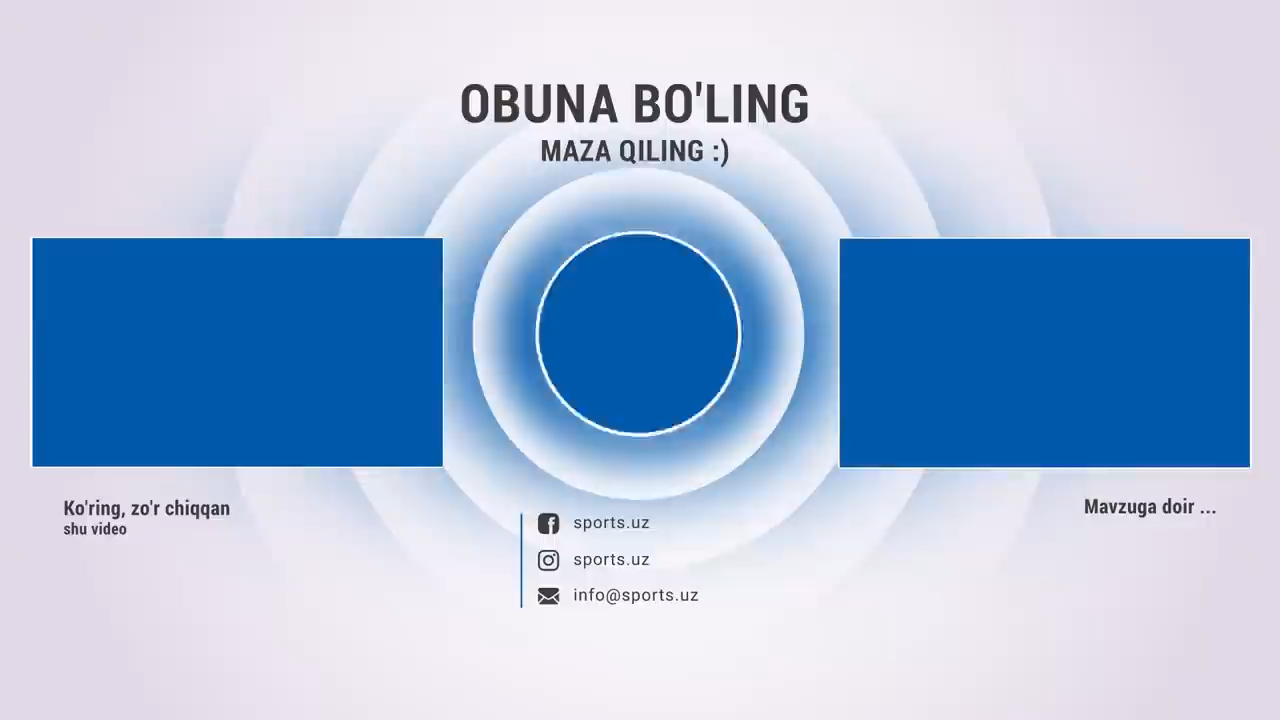 OBUNA BO'LING
MAZA QILING :)
Ko'ring, zo'r chiqqan
shu video
Mavzuga doir ...
sports.uz
sports.uz
info@sports.uz